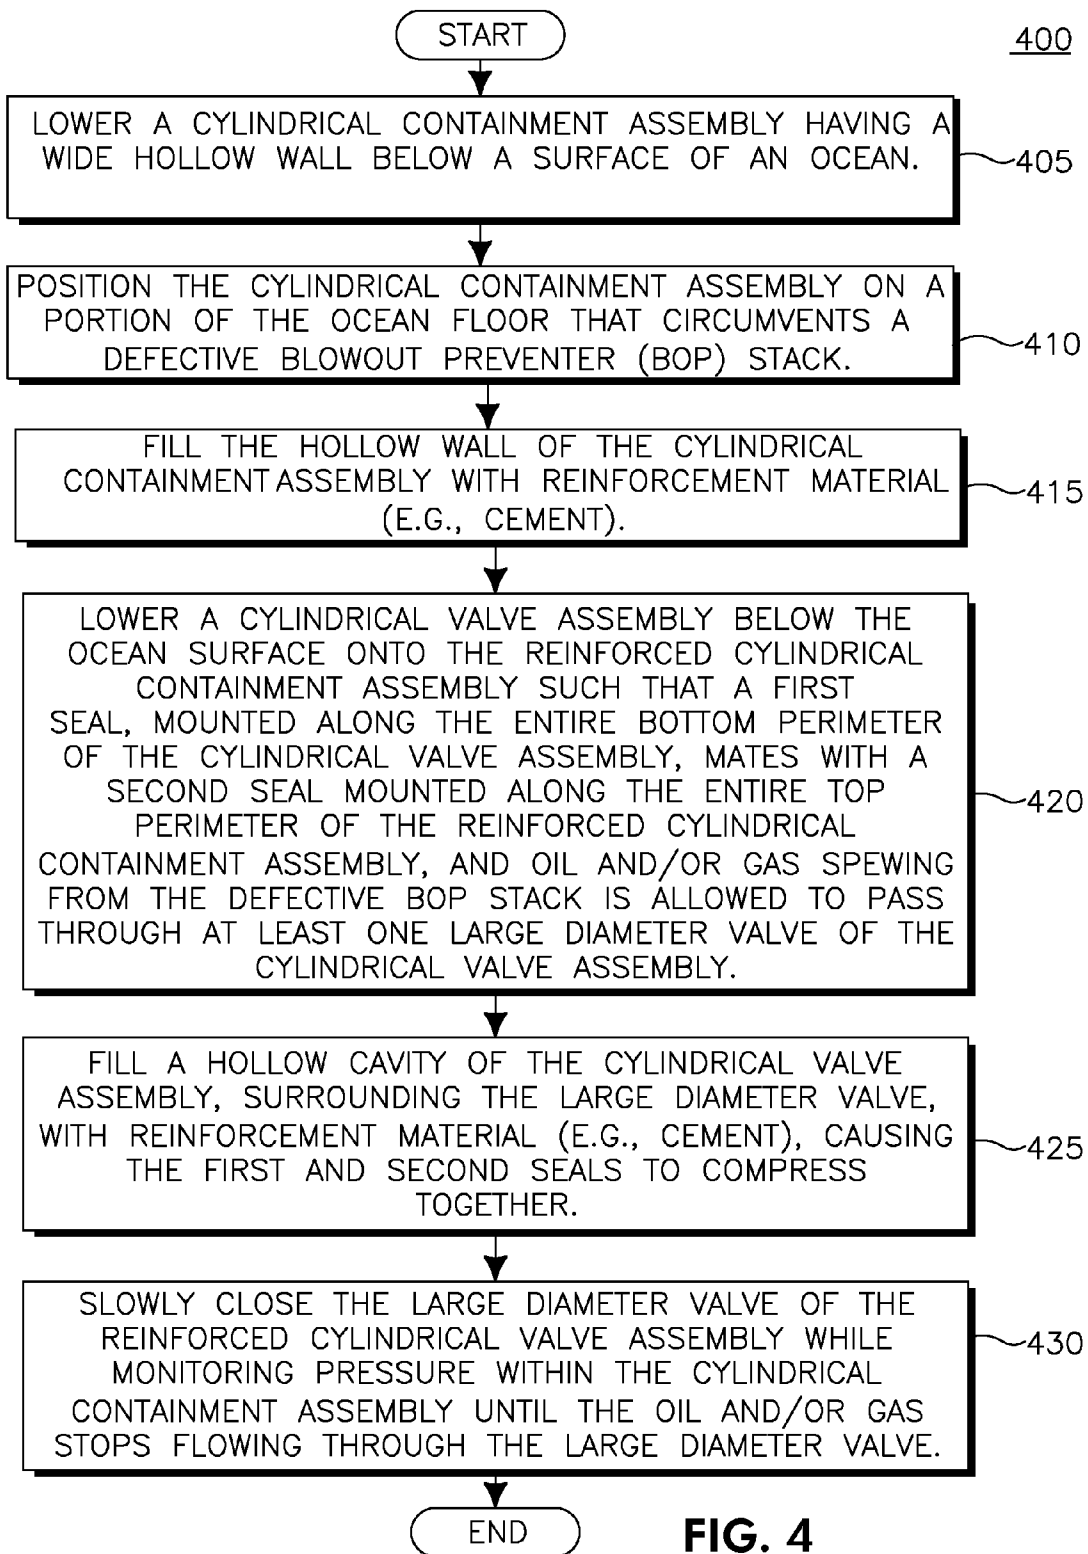 START
400
LOWER A CYLINDRICAL CONTAINMENT ASSEMBLY HAVING A
WIDE HOLLOW WALL BELOW A SURFACE OF AN OCEAN.
405
POSITION THE CYLINDRICAL CONTAINMENT ASSEMBLY ON A
PORTION OF THE OCEAN FLOOR THAT CIRCUMVENTS A
DEFECTIVE BLOWOUT PREVENTER (BOP) STACK.
410
FILL THE HOLLOW WALL OF THE CYLINDRICAL
CONTAINMENT ASSEMBLY WITH REINFORCEMENT MATERIAL
(E.G., CEMENT).
415
LOWER A CYLINDRICAL VALVE ASSEMBLY BELOW THE
OCEAN SURFACE ONTO THE REINFORCED CYLINDRICAL
CONTAINMENT ASSEMBLY SUCH THAT A FIRST
SEAL, MOUNTED ALONG THE ENTIRE BOTTOM PERIMETER
OF THE CYLINDRICAL VALVE ASSEMBLY, MATES WITH A
SECOND SEAL MOUNTED ALONG THE ENTIRE TOP
PERIMETER OF THE REINFORCED CYLINDRICAL
CONTAINMENT ASSEMBLY, AND OIL AND/OR GAS SPEWING
FROM THE DEFECTIVE BOP STACK IS ALLOWED TO PASS
THROUGH AT LEAST ONE LARGE DIAMETER VALVE OF THE
CYLINDRICAL VALVE ASSEMBLY.
420
FILL A HOLLOW CAVITY OF THE CYLINDRICAL VALVE
ASSEMBLY, SURROUNDING THE LARGE DIAMETER VALVE,
WITH REINFORCEMENT MATERIAL (E.G., CEMENT), CAUSING
THE FIRST AND SECOND SEALS TO COMPRESS
TOGETHER.
425
SLOWLY CLOSE THE LARGE DIAMETER VALVE OF THE
REINFORCED CYLINDRICAL VALVE ASSEMBLY WHILE
MONITORING PRESSURE WITHIN THE CYLINDRICAL
CONTAINMENT ASSEMBLY UNTIL THE OIL AND/OR GAS
STOPS FLOWING THROUGH THE LARGE DIAMETER VALVE.
430
END
FIG. 4